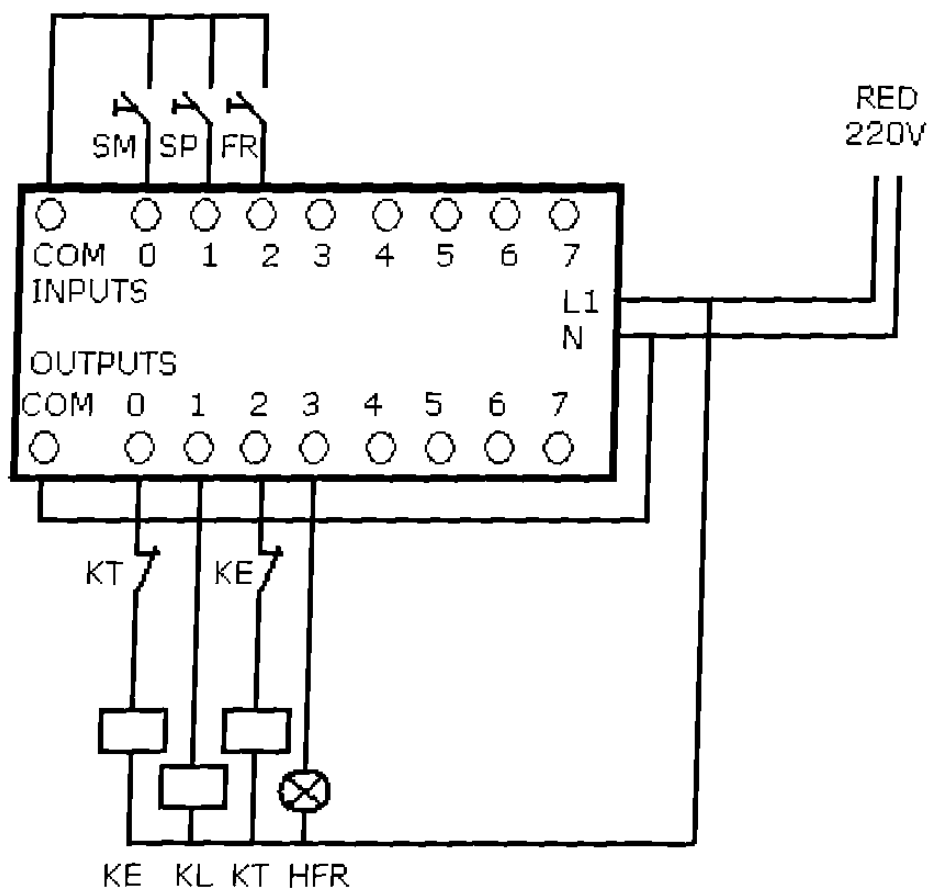 SM SP FR
RED
220V
COM 0 1 2 3 4 5 6 7
INPUTS
L1
N
OUTPUTS
COM 0 1 2 3 4 5 6 7
KT KE
KE KL KT HFR